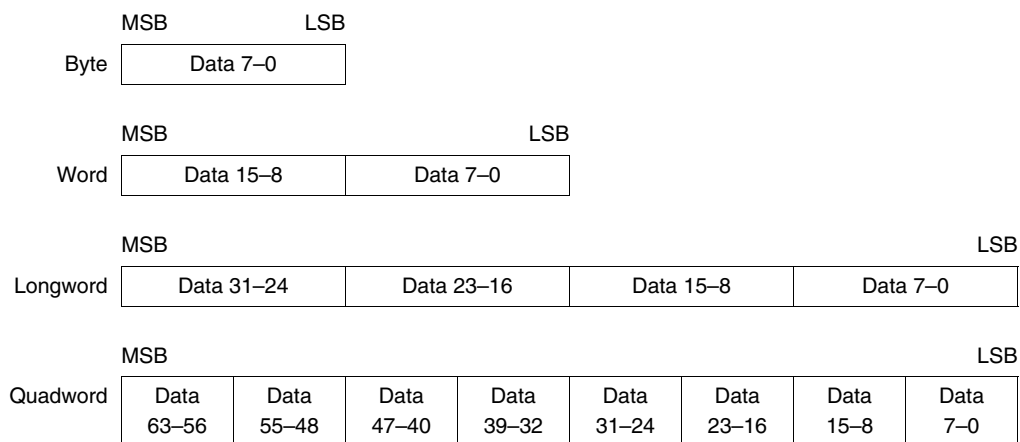 MSB LSB
Byte Data 7–0
MSB LSB
Word Data 15–8 Data 7–0
MSB LSB
Longword Data 31–24 Data 23–16 Data 15–8 Data 7–0
MSB LSB
Quadword Data Data Data Data Data Data Data Data
63–56 55–48 47–40 39–32 31–24 23–16 15–8 7–0